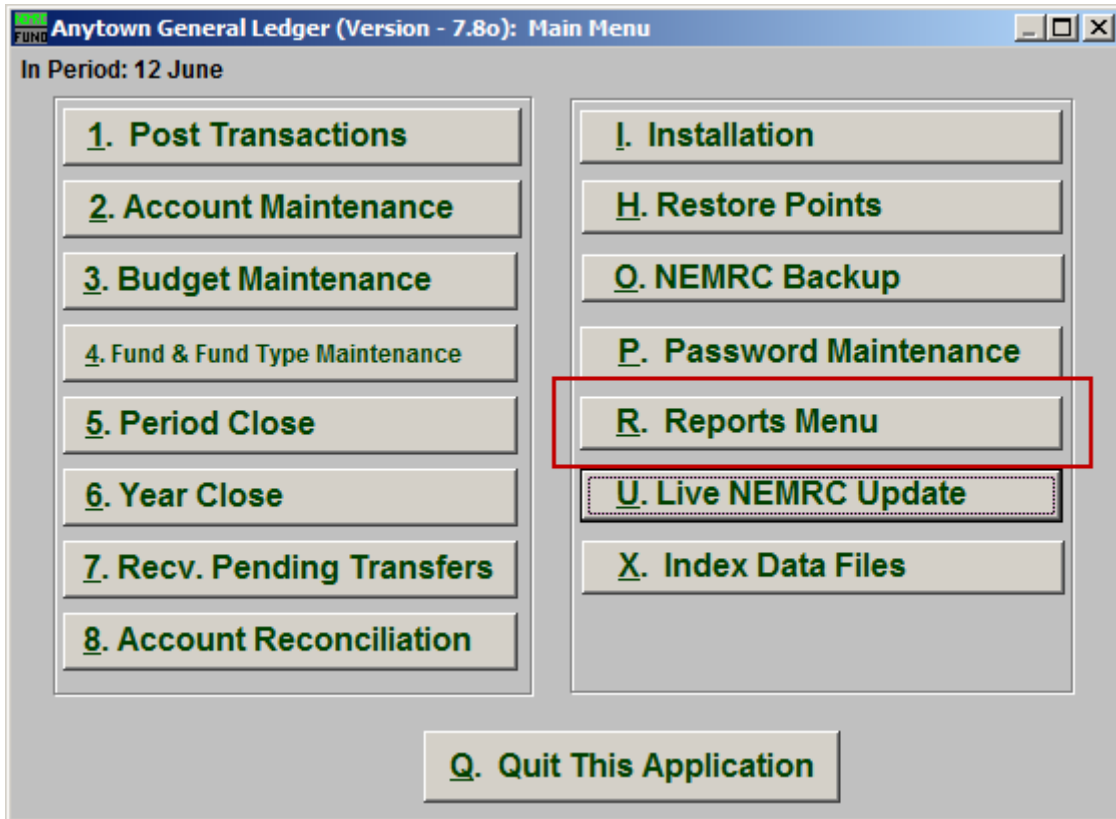 NEMRC
FUND
Anytown General Ledger (Version - 7.8o): Main Menu
In Period: 12 June
1. Post Transactions
2. Account Maintenance
3. Budget Maintenance
4. Fund & Fund Type Maintenance
5. Period Close
6. Year Close
7. Recv. Pending Transfers
8. Account Reconciliation
I. Installation
H. Restore Points
O. NEMRC Backup
P. Password Maintenance
R. Reports Menu
U. Live NEMRC Update
X. Index Data Files
Q. Quit This Application